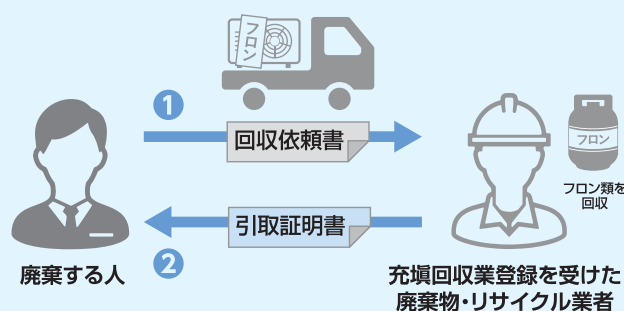 フロン
1
回収依頼書
フロン
フロン類を
回収
引取証明書
2
廃棄する人
充塡回収業登録を受けた
廃棄物・リサイクル業者